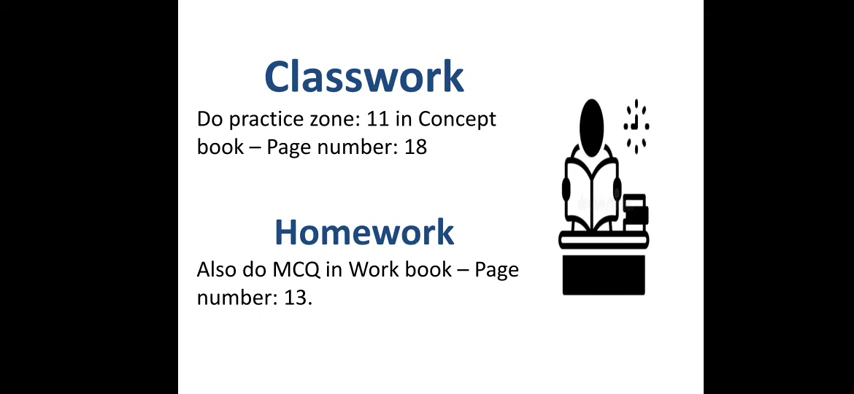 Classwork
Do practice zone: 11 in Concept
book – Page number: 18
Homework
Also do MCQ in Work book – Page
number: 13.